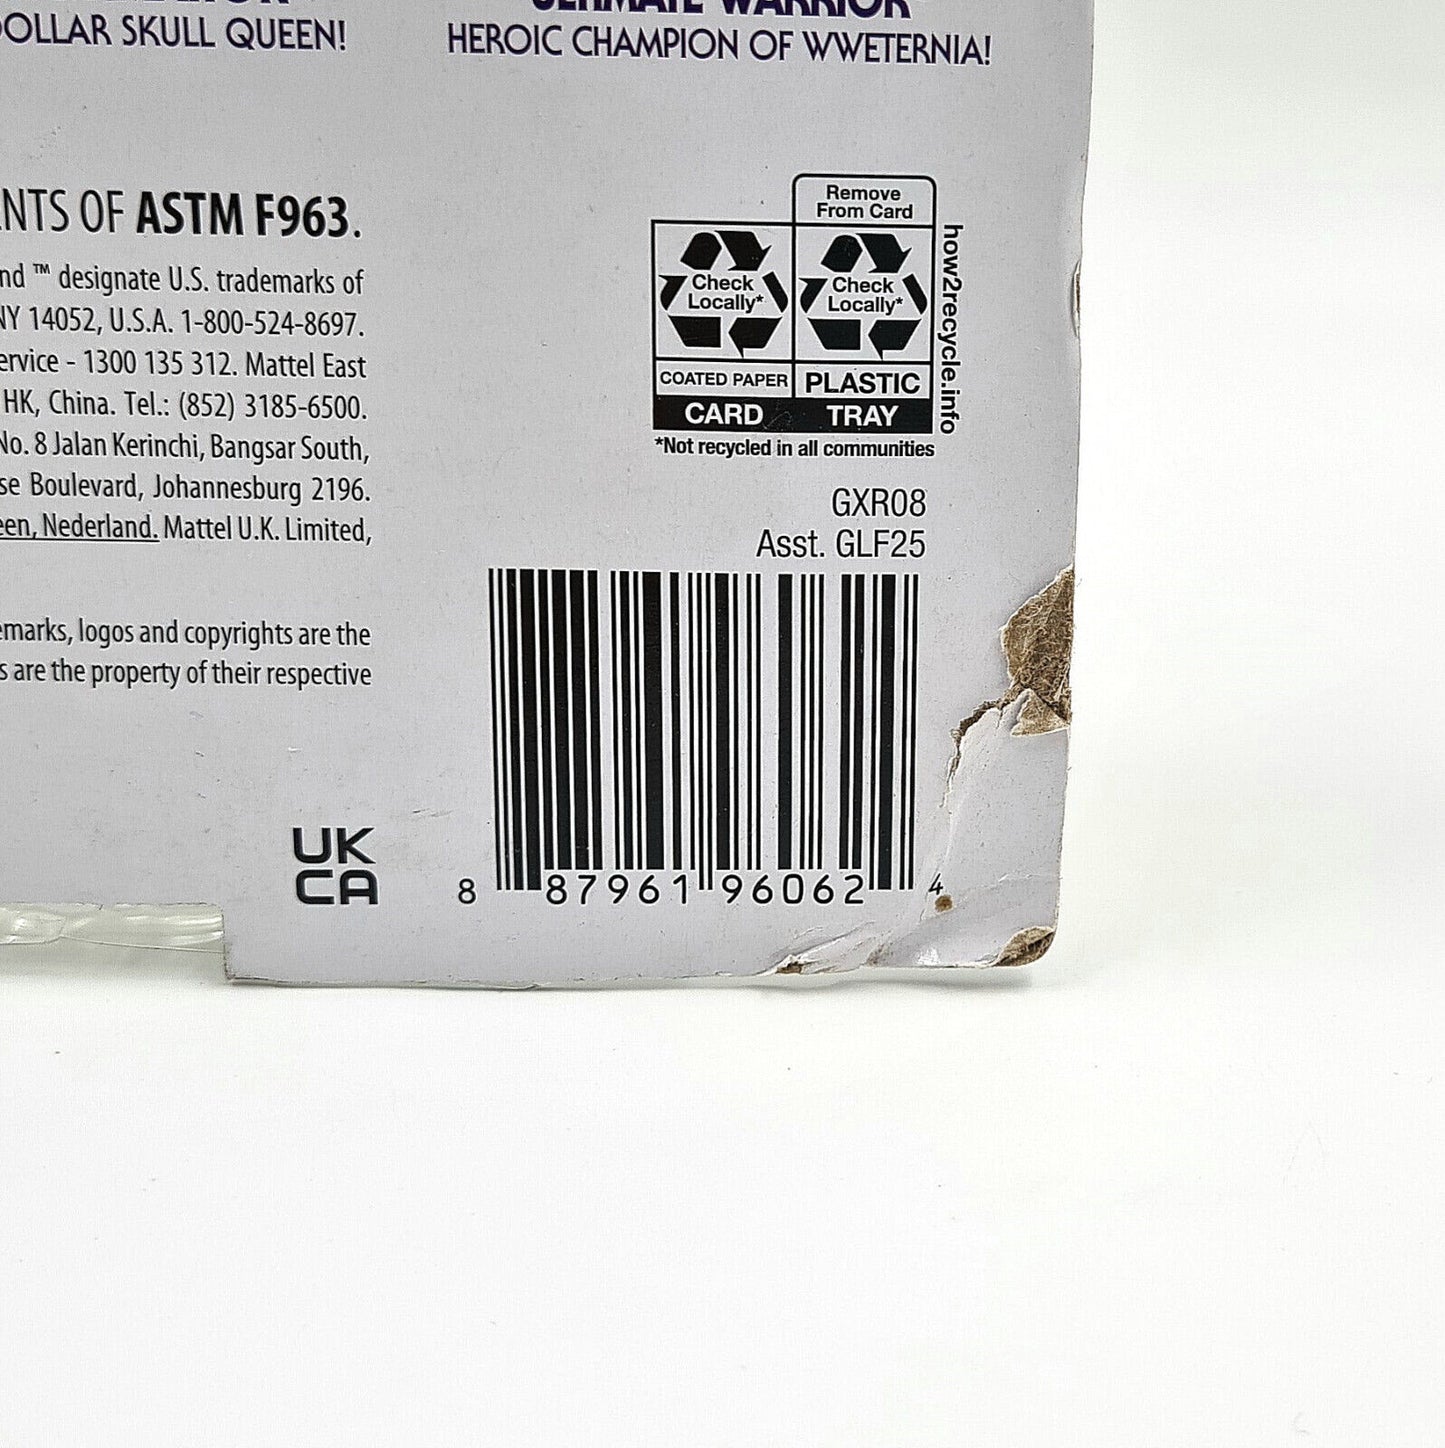 ULTIMATE WARRIOR
DOLLAR SKULL QUEEN!
HEROIC CHAMPION OF WWETERNIA!
ENTS OF ASTM F963.
nd ™ designate U.S. trademarks of
NY 14052, U.S.A. 1-800-524-8697.
ervice - 1300 135 312. Mattel East
HK, China. Tel.: (852) 3185-6500.
No. 8 Jalan Kerinchi, Bangsar South,
se Boulevard, Johannesburg 2196.
een, Nederland. Mattel U.K. Limited,
emarks, logos and copyrights are the
s are the property of their respective
UK
CA
Remove
From Card
Check
Locally*
Check
Locally*
COATED PAPER
PLASTIC
CARD
TRAY
how2recycle.info
*Not recycled in all communities
GXR08
Asst. GLF25
8 87961 96062 4